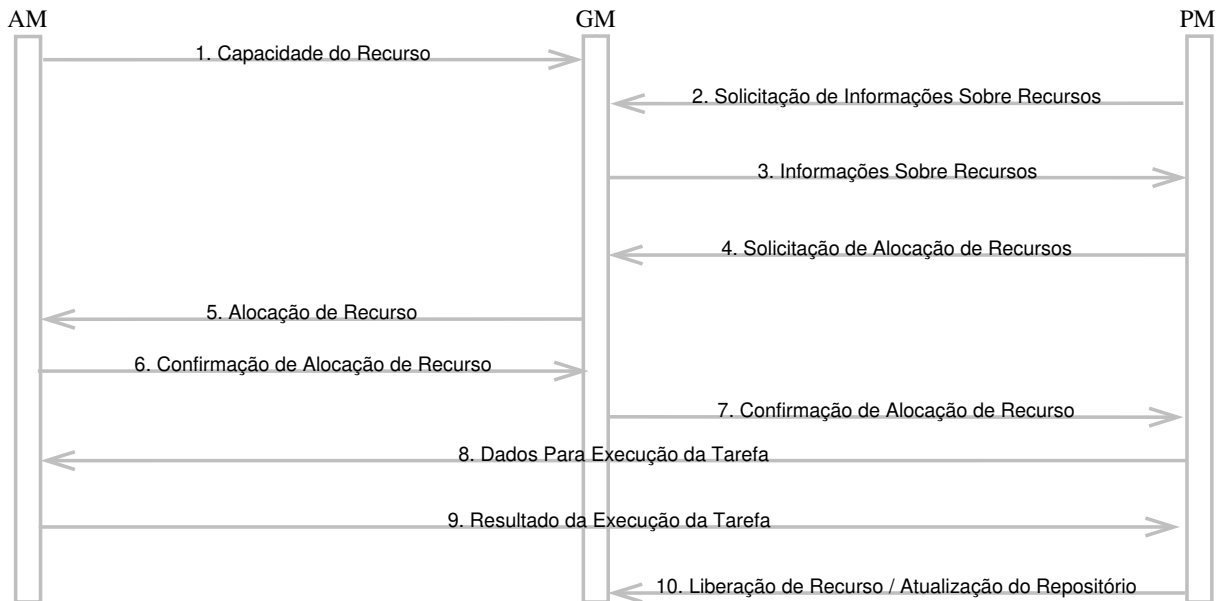 AM GM PM
1. Capacidade do Recurso
2. Solicitação de Informações Sobre Recursos
3. Informações Sobre Recursos
4. Solicitação de Alocação de Recursos
5. Alocação de Recurso
6. Confirmação de Alocação de Recurso
7. Confirmação de Alocação de Recurso
8. Dados Para Execução da Tarefa
9. Resultado da Execução da Tarefa
10. Liberação de Recurso / Atualização do Repositório